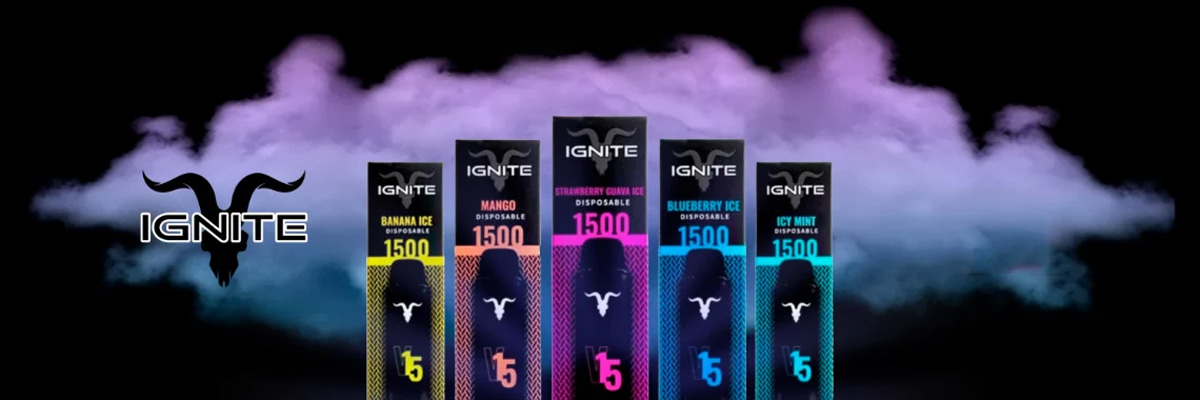 IGNITE
IGNITE
BANANA ICE
DISPOSABLE
1500
V15
IGNITE
MANGO
DISPOSABLE
1500
V15
IGNITE
STRAWBERRY GUAVA ICE
DISPOSABLE
1500
V15
IGNITE
BLUEBERRY ICE
DISPOSABLE
1500
V15
IGNITE
ICY MINT
DISPOSABLE
1500
V15